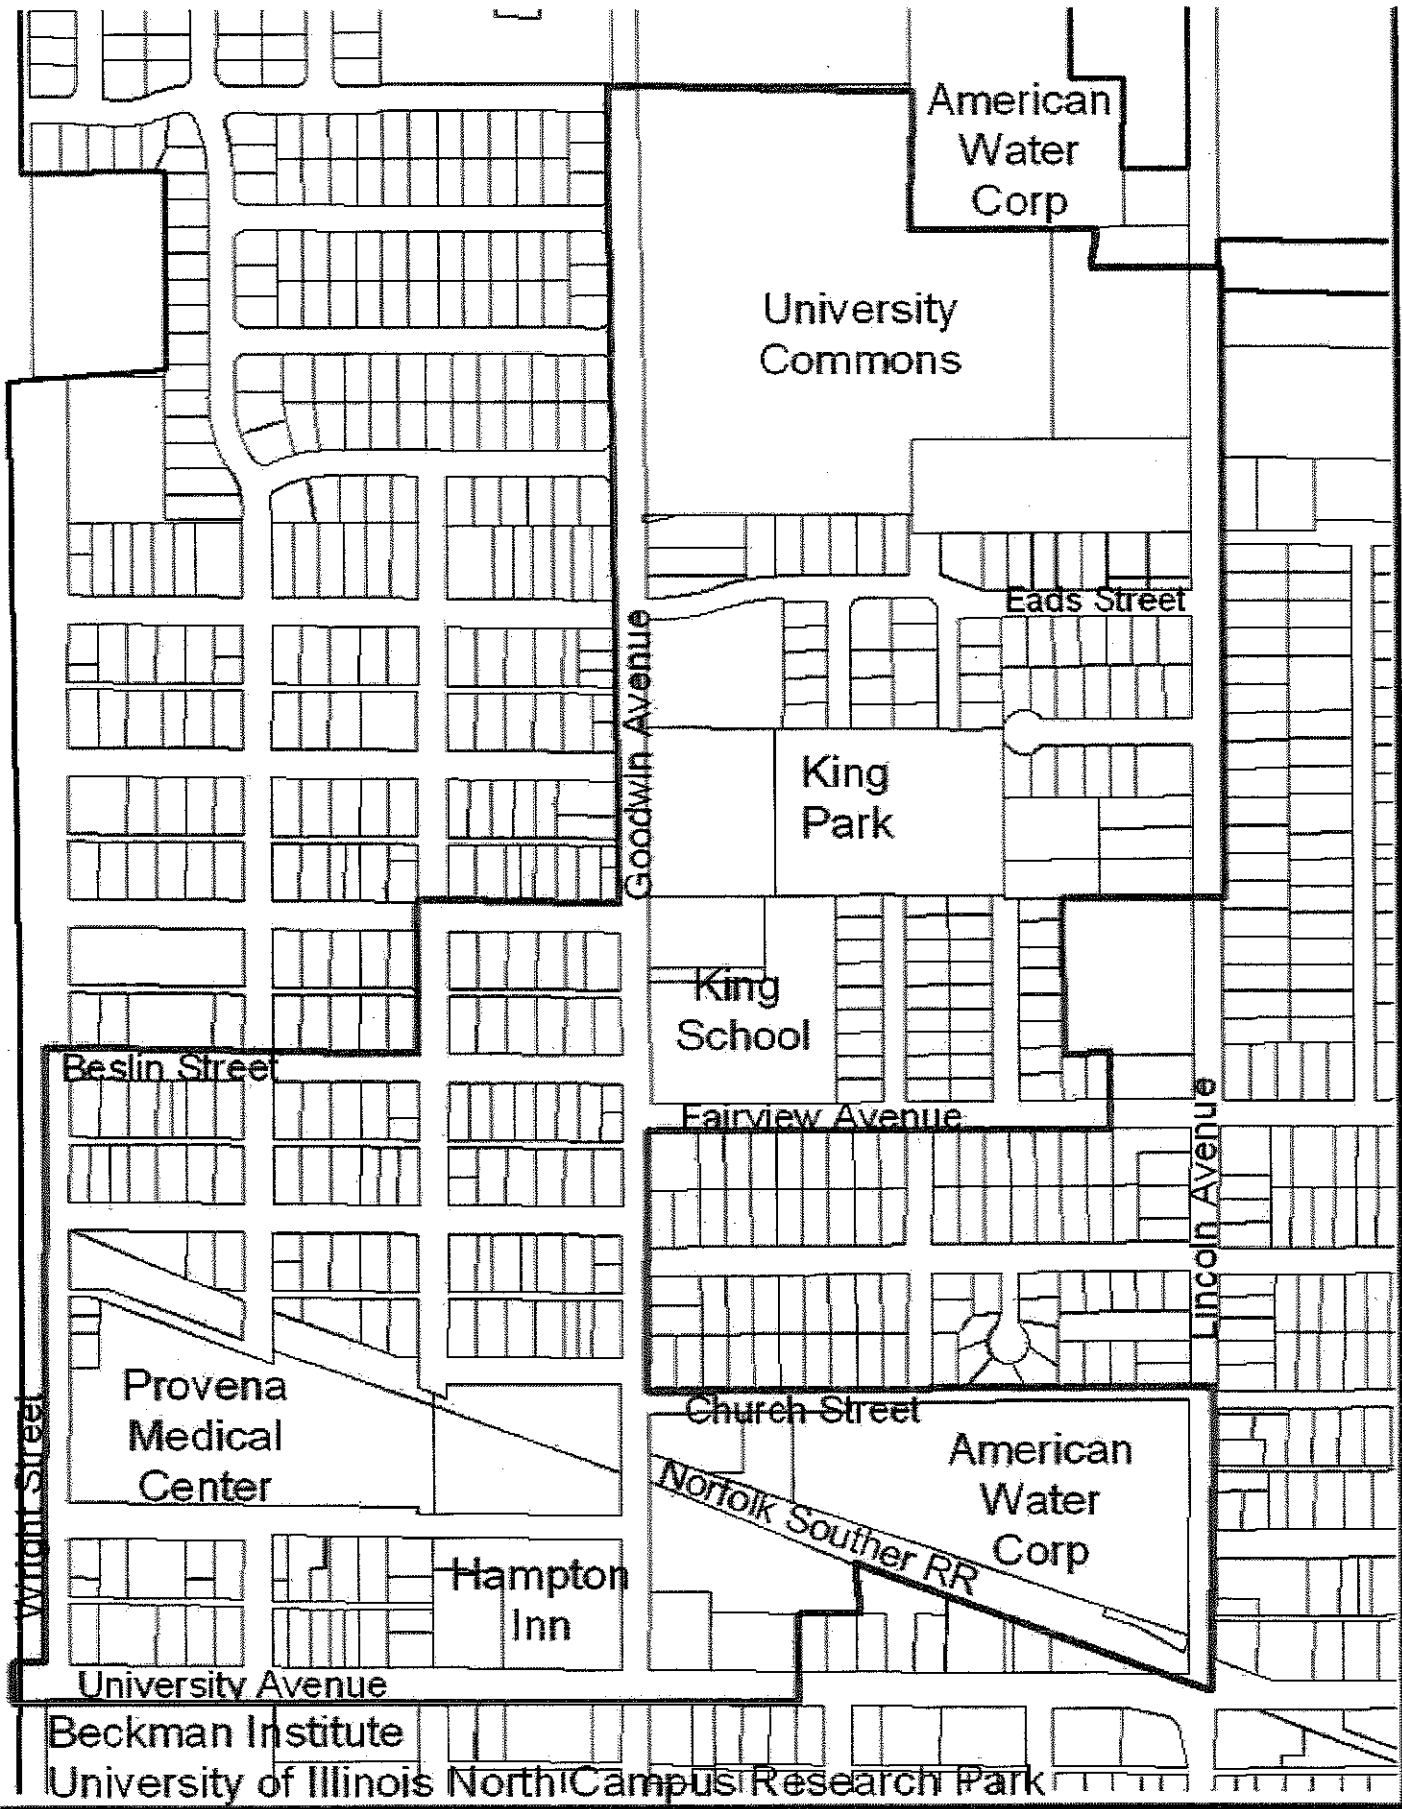 American
Water
Corp
University
Commons
Eads Street
Goodwin Avenue
King
Park
King
School
Beslin Street
Fairview Avenue
Lincoln Avenue
Provena
Medical
Center
Church Street
American
Water
Corp
Norfolk Souther RR
Wright Street
Hampton
Inn
University Avenue
Beckman Institute
University of Illinois North Campus Research Park